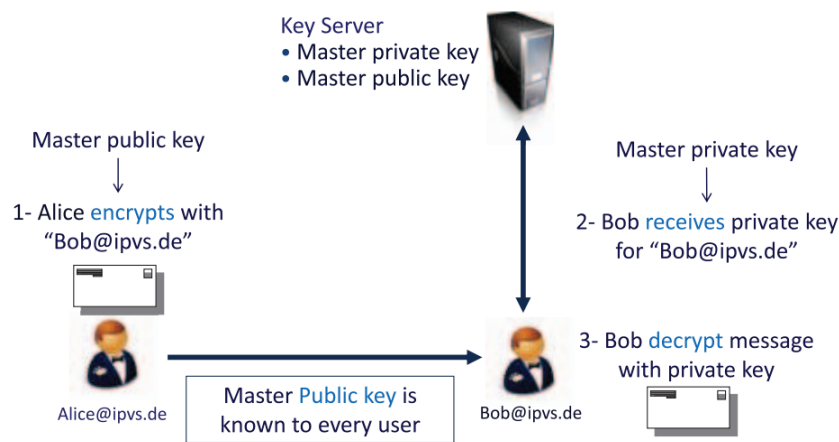 Key Server
• Master private key
• Master public key
Master public key
1- Alice encrypts with
“Bob@ipvs.de”
Master private key
2- Bob receives private key
for “Bob@ipvs.de”
3- Bob decrypt message
with private key
Master Public key is
known to every user
Alice@ipvs.de
Bob@ipvs.de